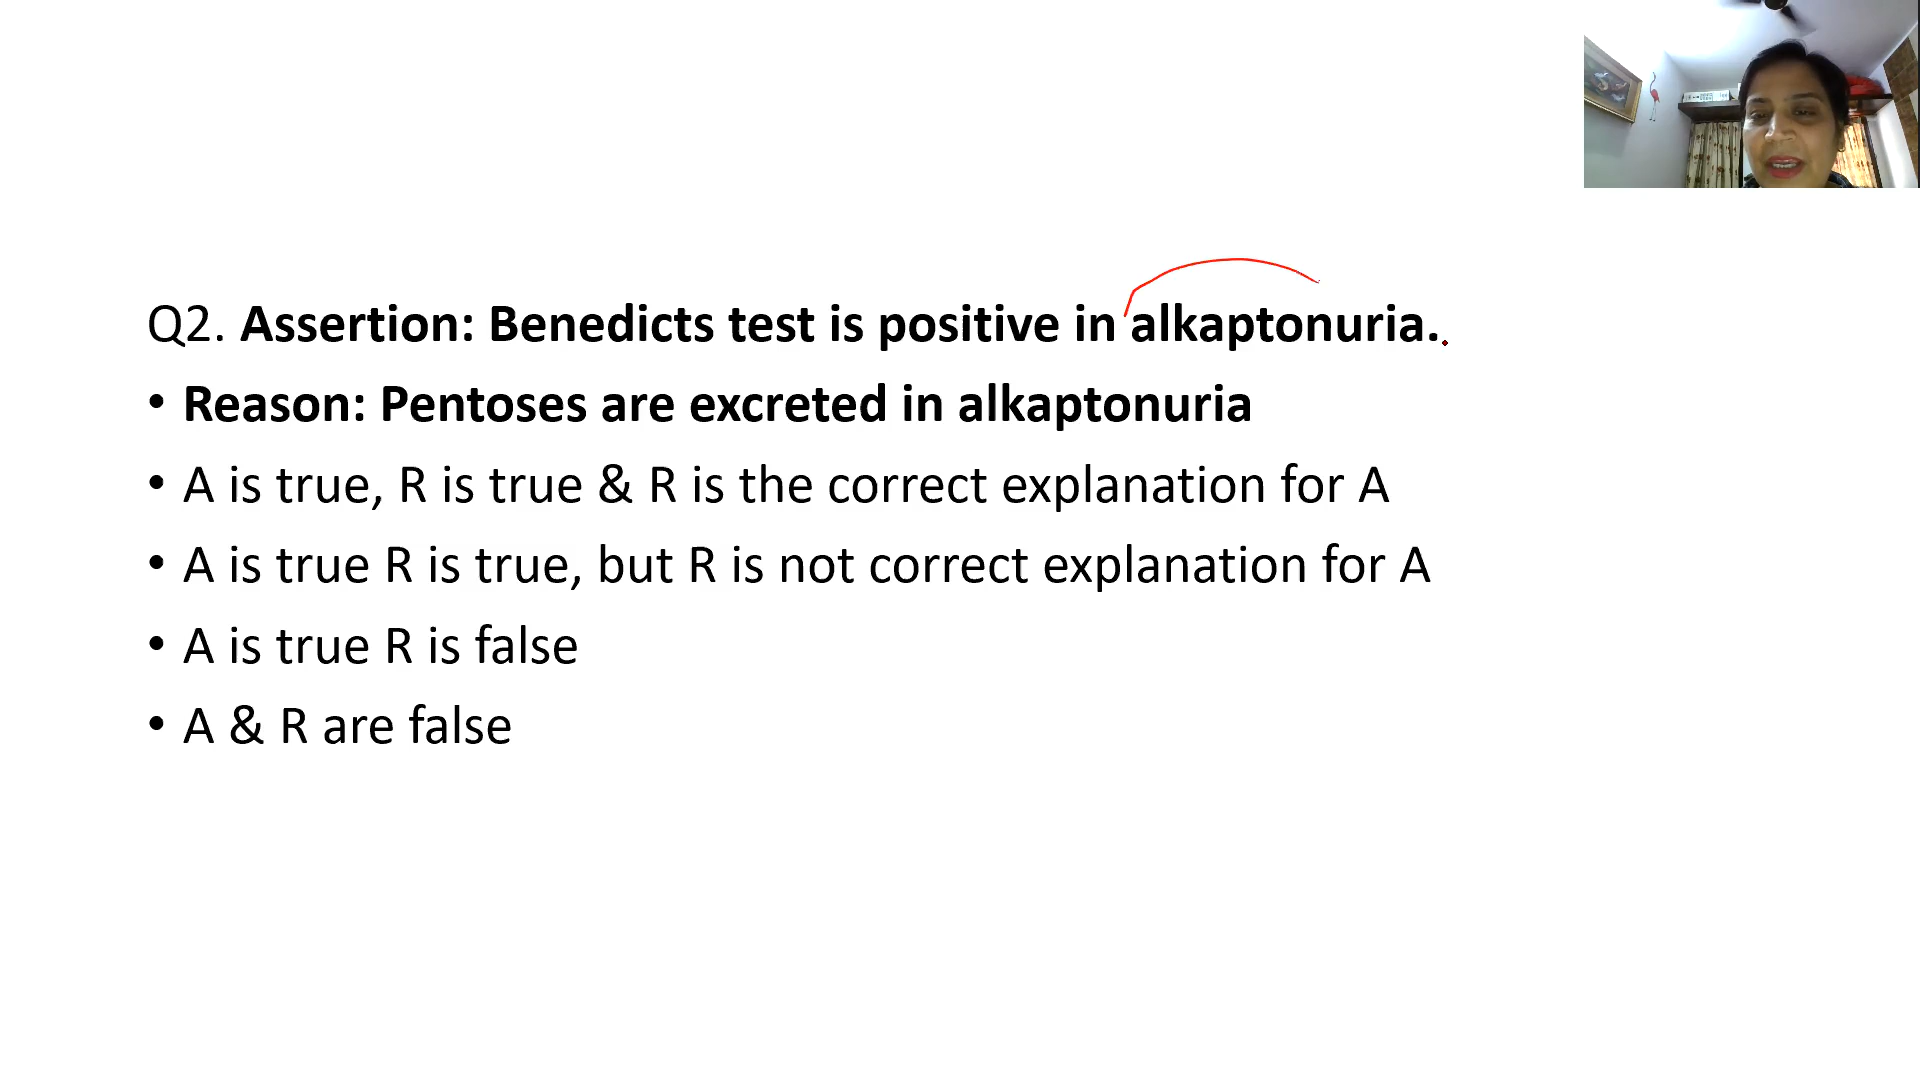 Q2. Assertion: Benedicts test is positive in alkaptonuria.
• Reason: Pentoses are excreted in alkaptonuria
• A is true, R is true & R is the correct explanation for A
• A is true R is true, but R is not correct explanation for A
• A is true R is false
• A & R are false